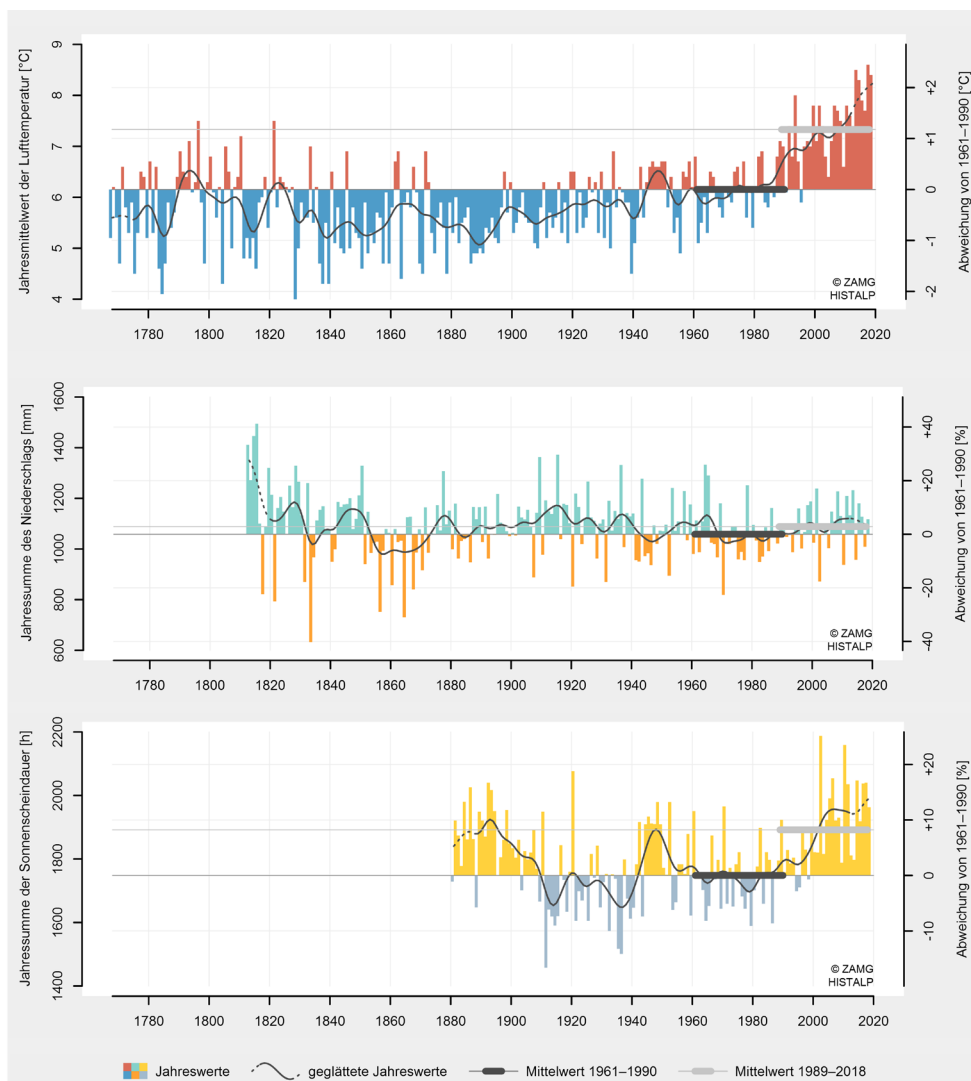 Jahresmittelwert der Lufttemperatur [°C]
9
8
7
6
5
4
+2
+1
0
-1
-2
Abweichung von 1961–1990 [°C]
© ZAMG
HISTALP
1780 1800 1820 1840 1860 1880 1900 1920 1940 1960 1980 2000 2020
Jahressumme des Niederschlags [mm]
1600
1400
1200
1000
800
600
+40
+20
0
-20
-40
Abweichung von 1961–1990 [%]
© ZAMG
HISTALP
1780 1800 1820 1840 1860 1880 1900 1920 1940 1960 1980 2000 2020
Jahressumme der Sonnenscheindauer [h]
2200
2000
1800
1600
1400
+20
+10
0
-10
Abweichung von 1961–1990 [%]
© ZAMG
HISTALP
1780 1800 1820 1840 1860 1880 1900 1920 1940 1960 1980 2000 2020
Jahreswerte geglättete Jahreswerte Mittelwert 1961–1990 Mittelwert 1989–2018